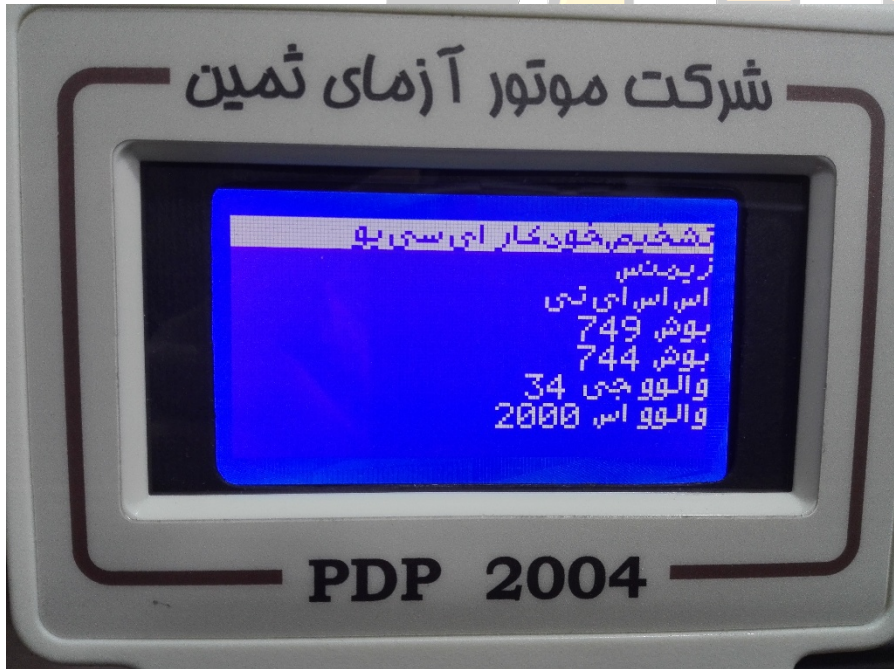 شرکت موتور آزمای ثمین
تشخیص خودکار ای سی یو
زیمنس
اس اس ای تی
بوش 749
بوش 744
والوو جی 34
والوو اس 2000
PDP 2004